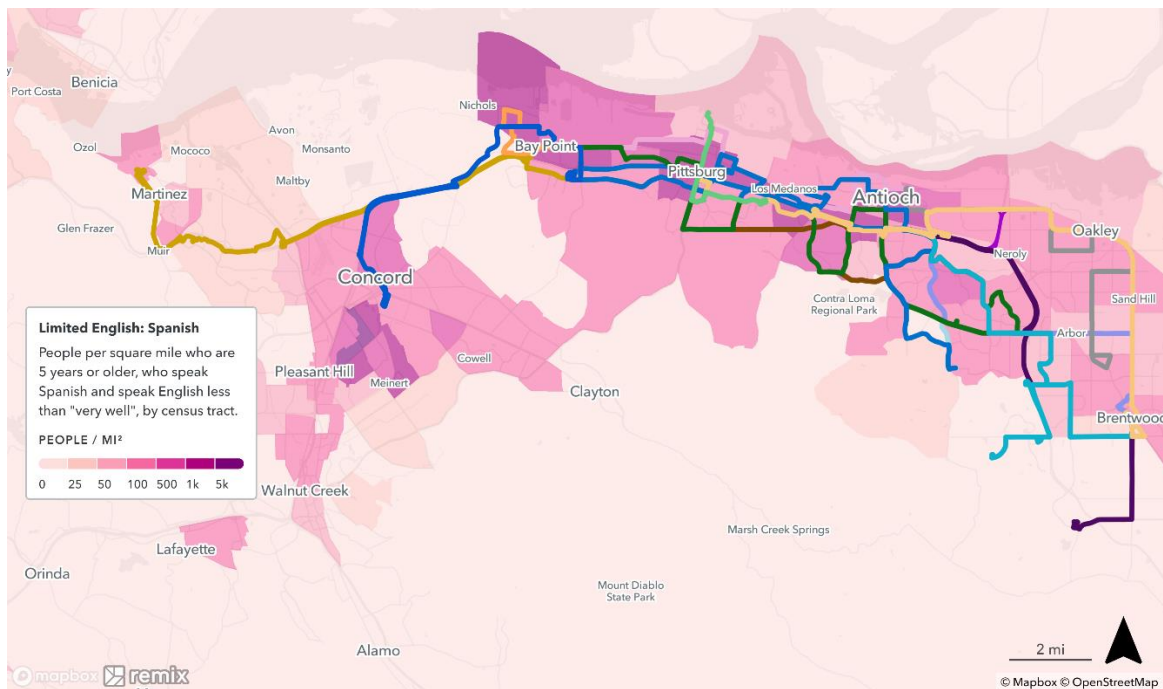 Benicia
Port Costa
Nichols
Avon
Ozol
Mococo
Monsanto
Bay Point
Maltby
Pittsburg
Martinez
Los Medanos
Antioch
Glen Frazer
Muir
Oakley
Neroly
Concord
Contra Loma
Regional Park
Sand Hill
Limited English: Spanish
People per square mile who are
5 years or older, who speak
Spanish and speak English less
than "very well", by census tract.
PEOPLE / MI²
0 25 50 100 500 1k 5k
Arbor
Cowell
Pleasant Hill
Meinert
Clayton
Brentwood
Walnut Creek
Marsh Creek Springs
Lafayette
Orinda
Mount Diablo
State Park
Alamo
2 mi
mapbox remix
© Mapbox © OpenStreetMap